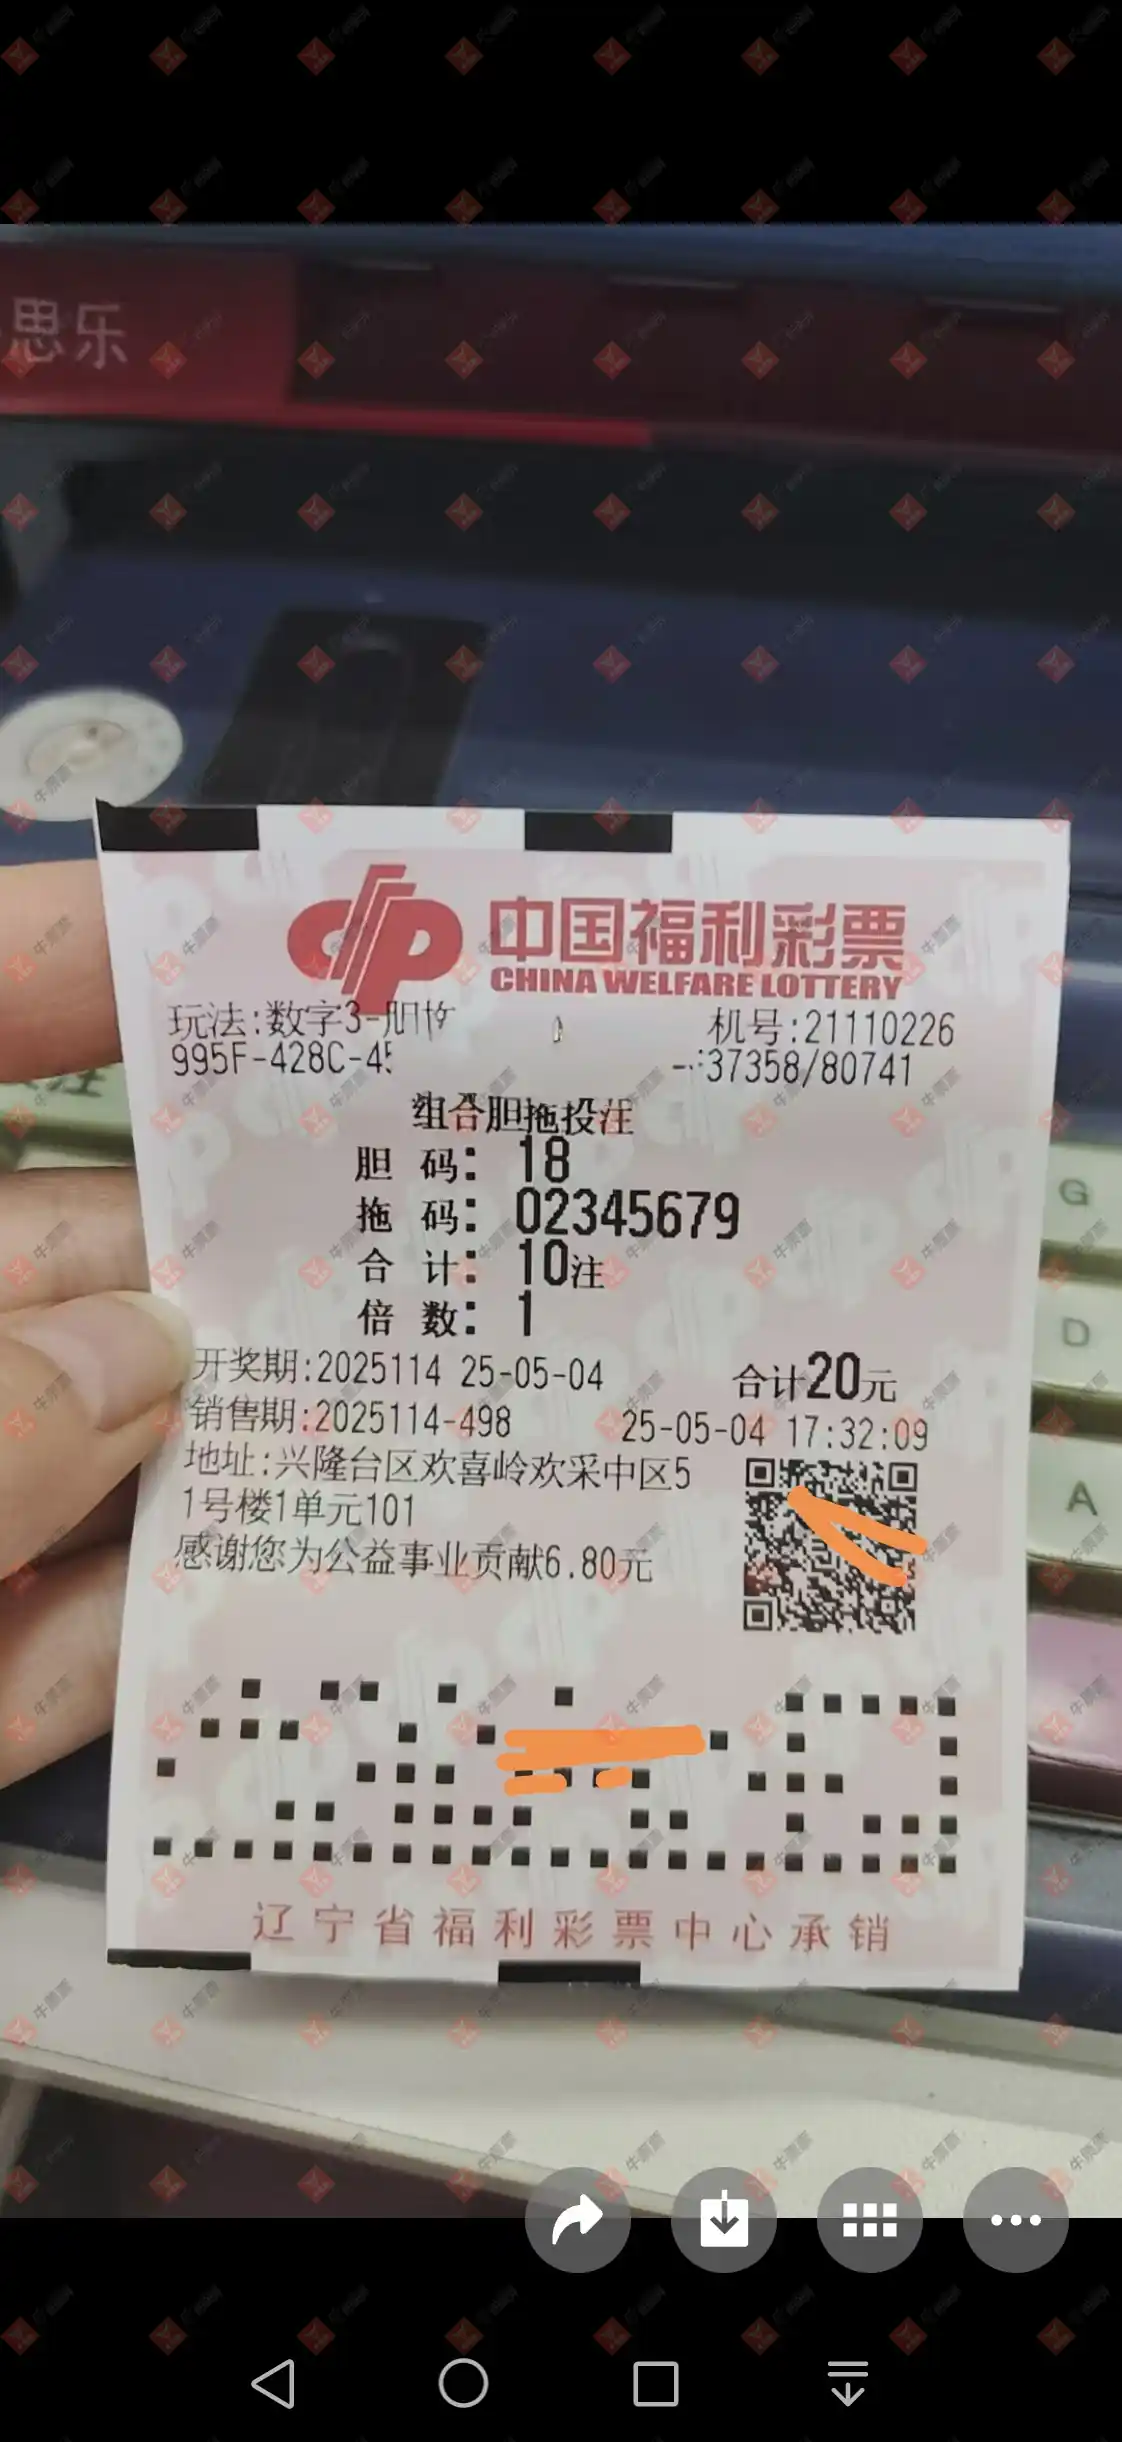 思乐
中国福利彩票
CHINA WELFARE LOTTERY
玩法:数字3-胆拖
机号:21110226
995F-428C-45
37358/80741
组合胆拖投注
胆 码: 18
拖 码: 02345679
合 计: 10注
倍 数: 1
开奖期:2025114 25-05-04
合计20元
销售期:2025114-498
25-05-04 17:32:09
地址:兴隆台区欢喜岭欢采中区5
1号楼1单元101
感谢您为公益事业贡献6.80元
辽宁省福利彩票中心承销
注
G
D
A
牛票票